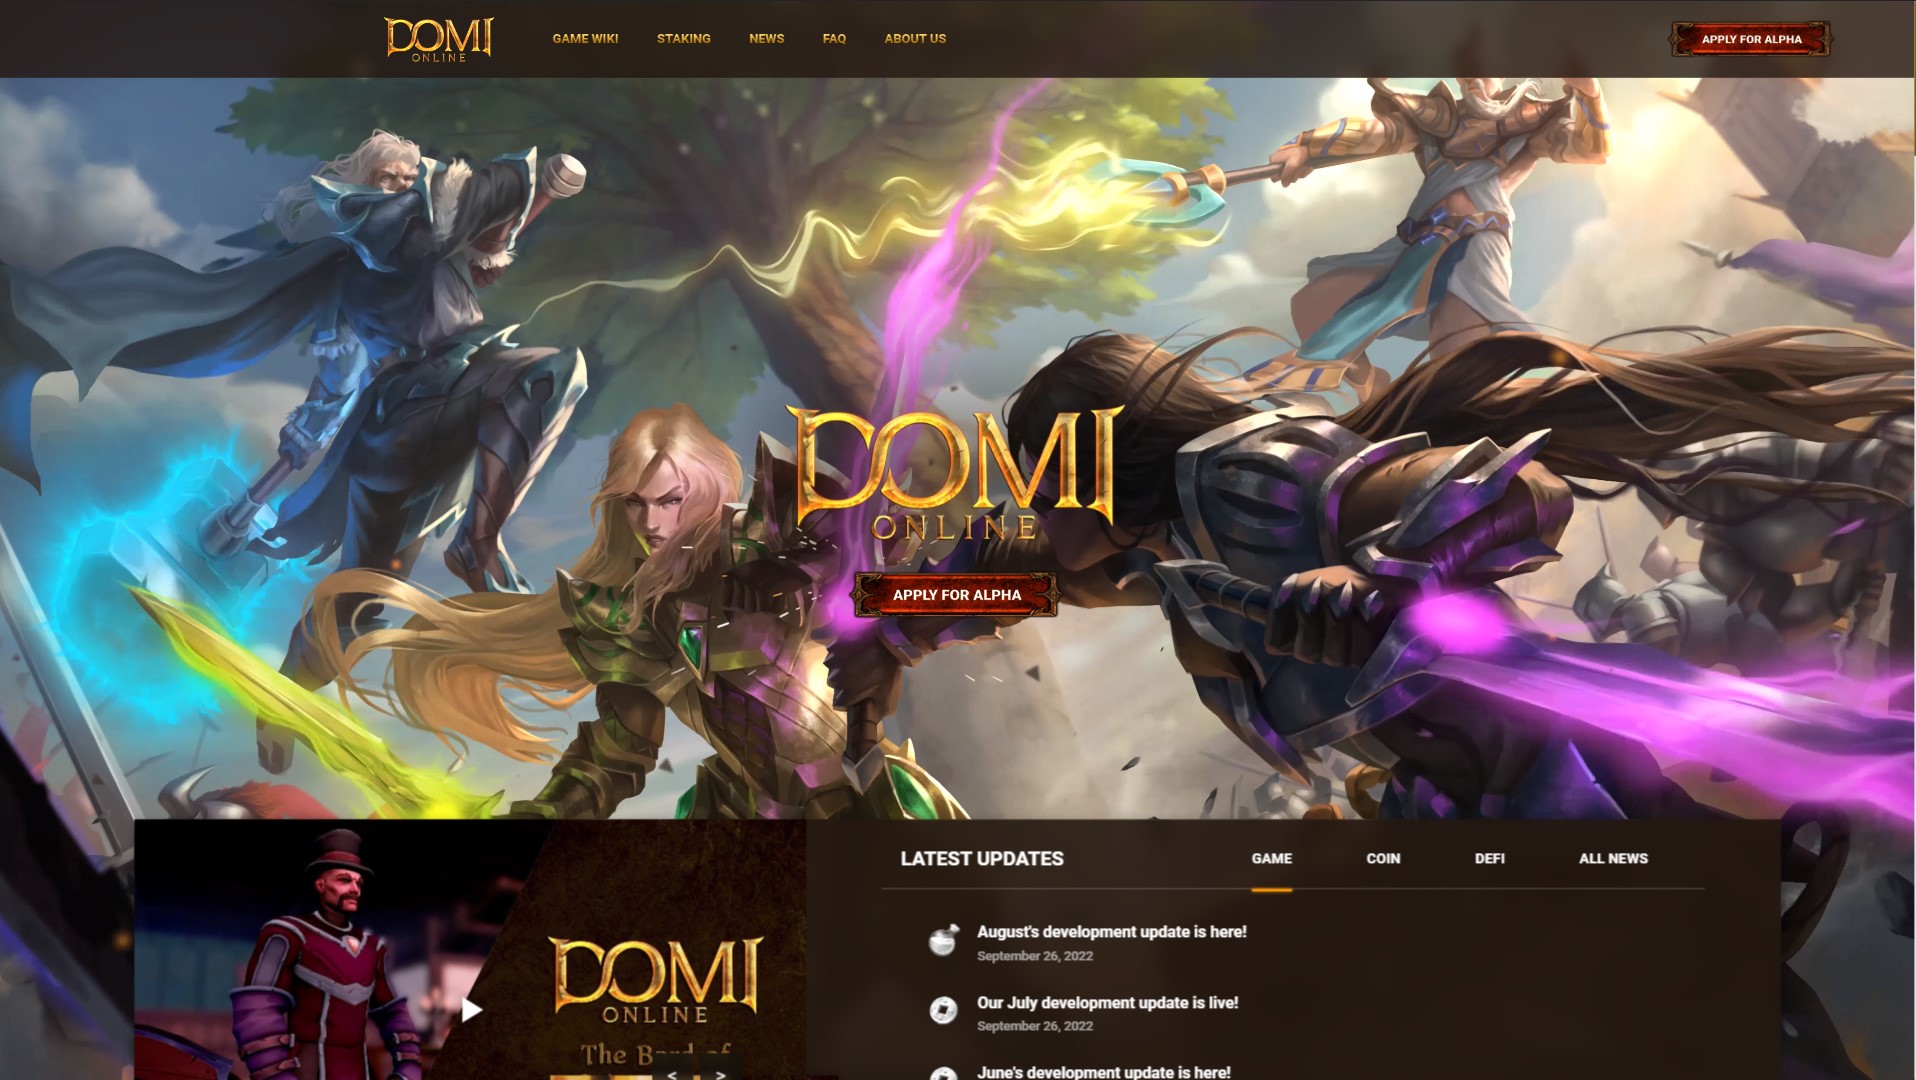 DOMI
ONLINE
GAME WIKI
STAKING
NEWS
FAQ
ABOUT US
APPLY FOR ALPHA
DOMI
ONLINE
APPLY FOR ALPHA
DOMI
ONLINE
The Bard of
< >
LATEST UPDATES
GAME
COIN
DEFI
ALL NEWS
August's development update is here!
September 26, 2022
Our July development update is live!
September 26, 2022
June's development update is here!